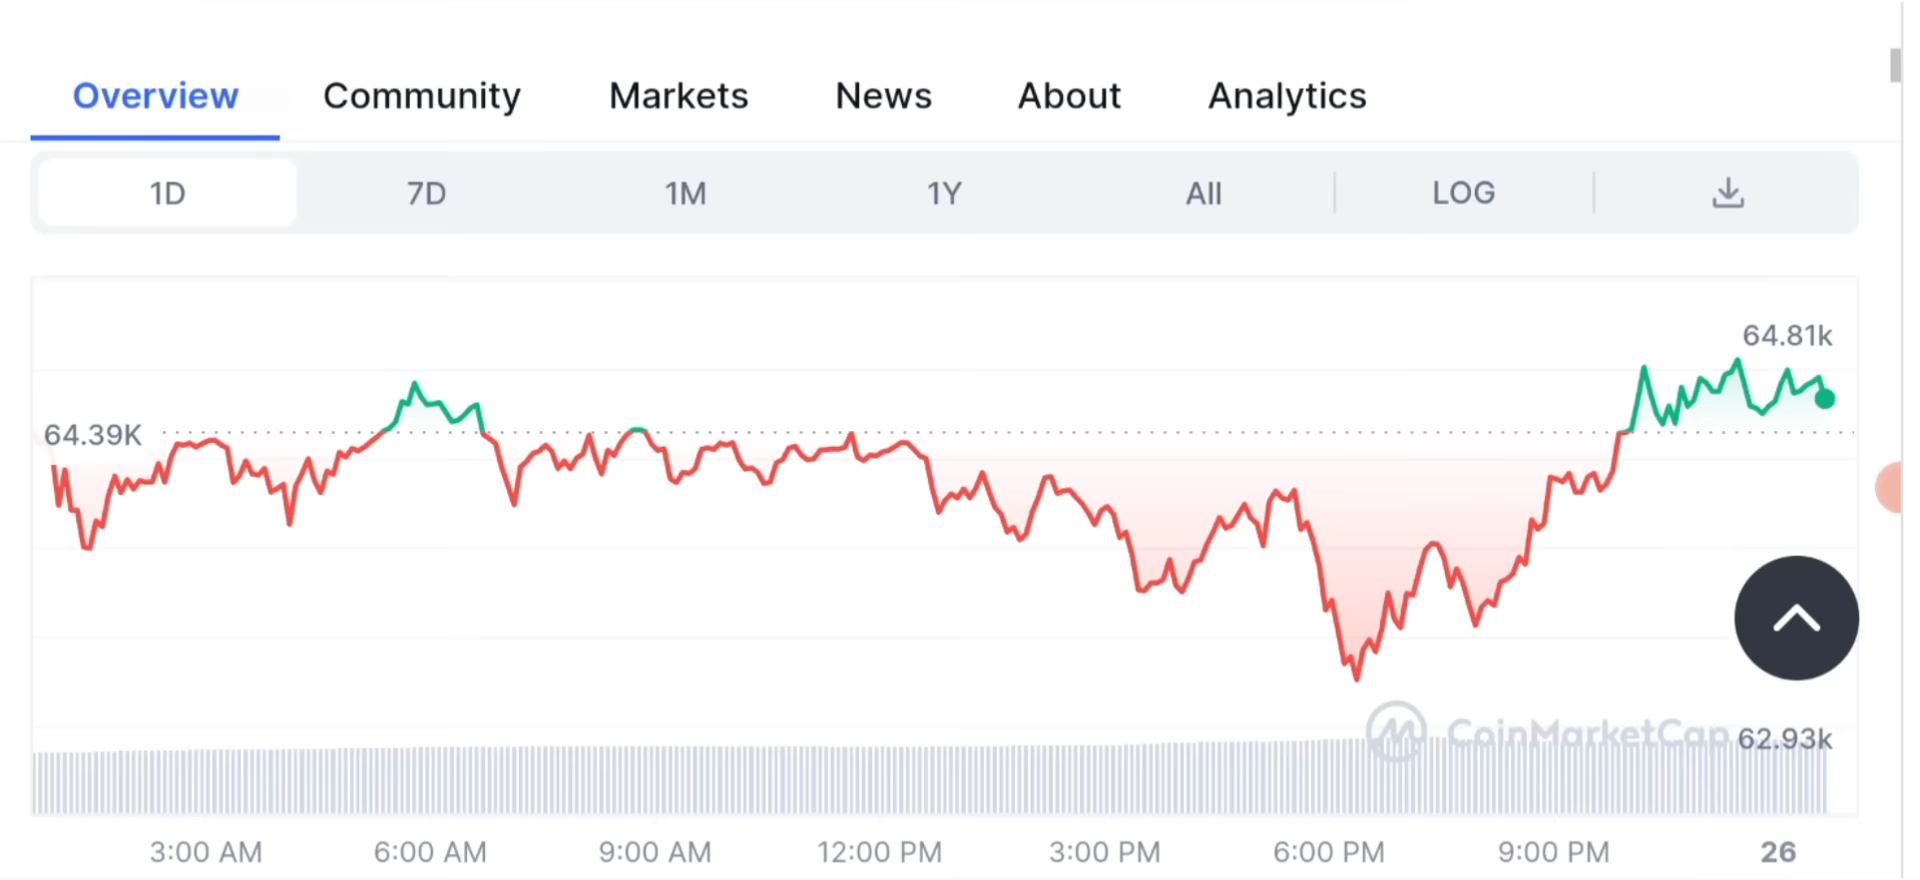 Overview Community Markets News About Analytics
1D 7D 1M 1Y All LOG
64.81k
64.39K
CoinMarketCap 62.93k
3:00 AM 6:00 AM 9:00 AM 12:00 PM 3:00 PM 6:00 PM 9:00 PM 26